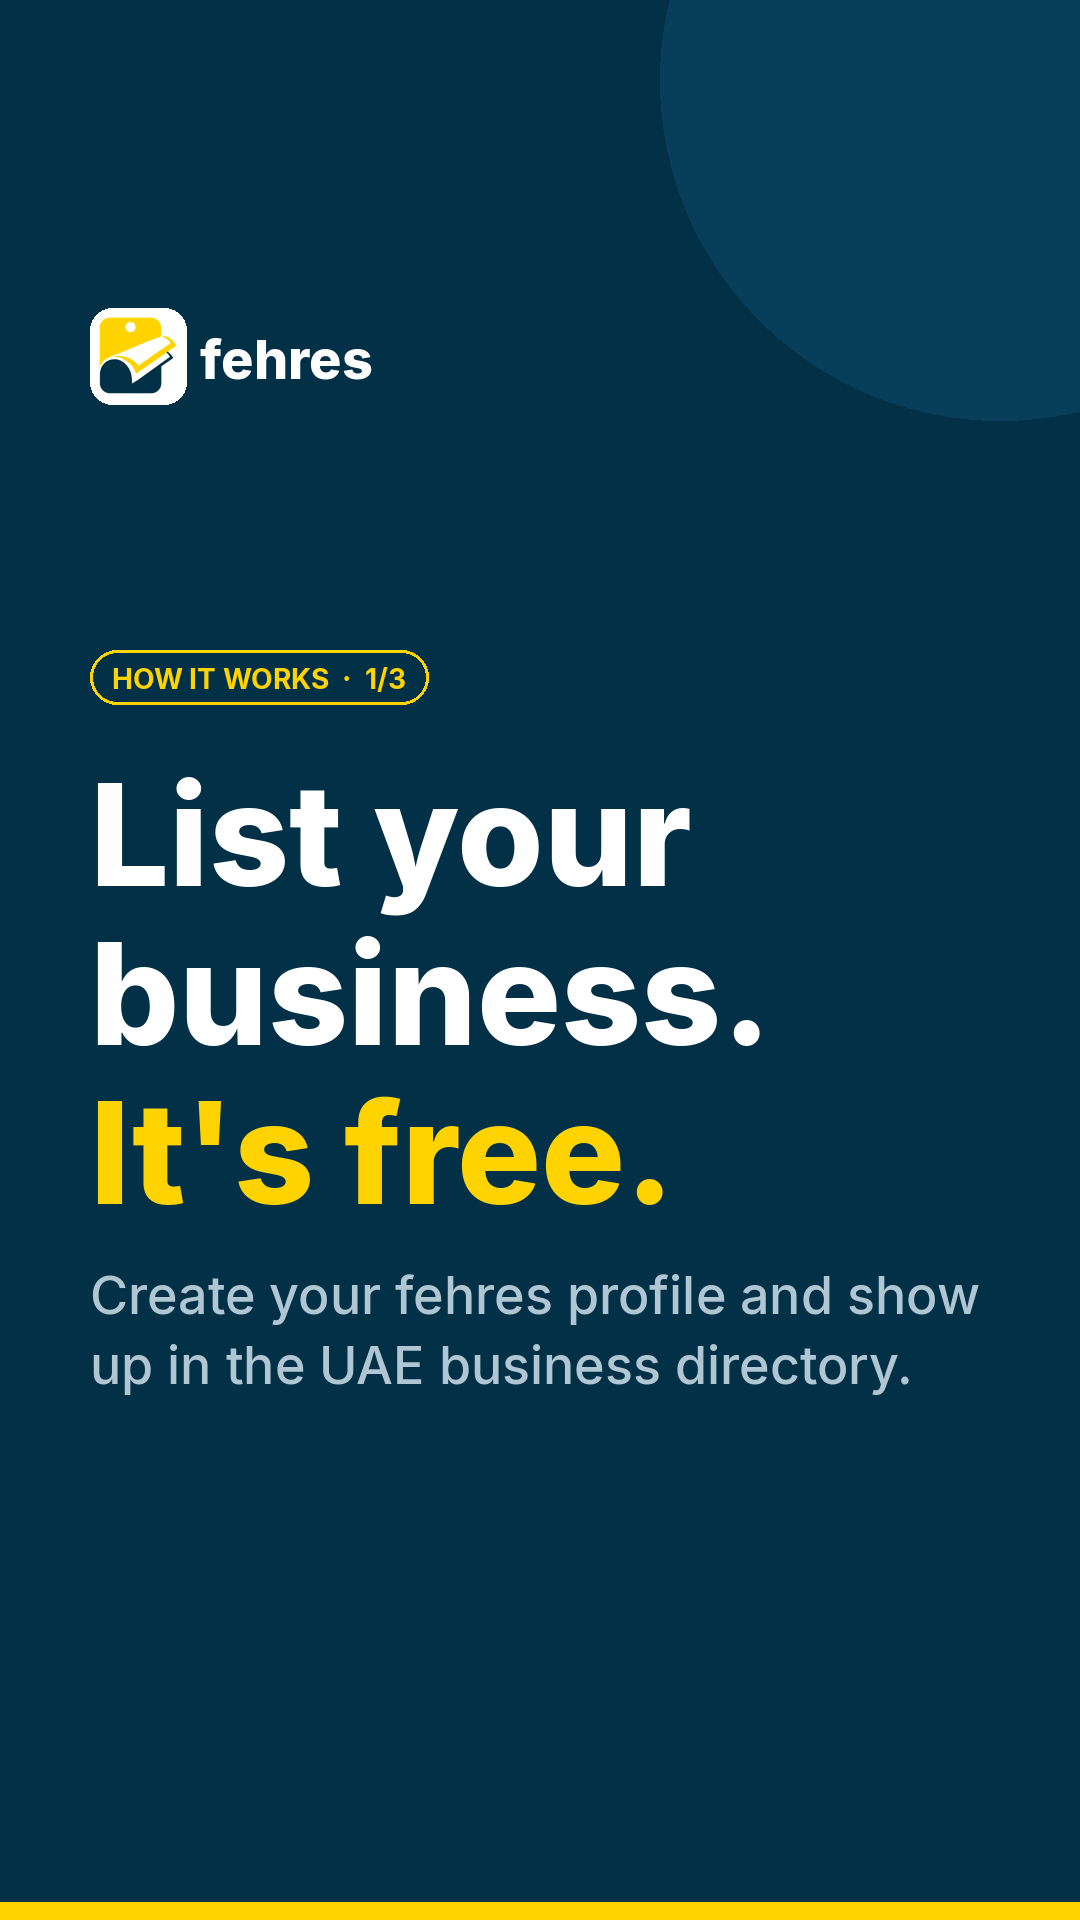 fehres
HOW IT WORKS · 1/3
List your
business.
It's free.
Create your fehres profile and show
up in the UAE business directory.